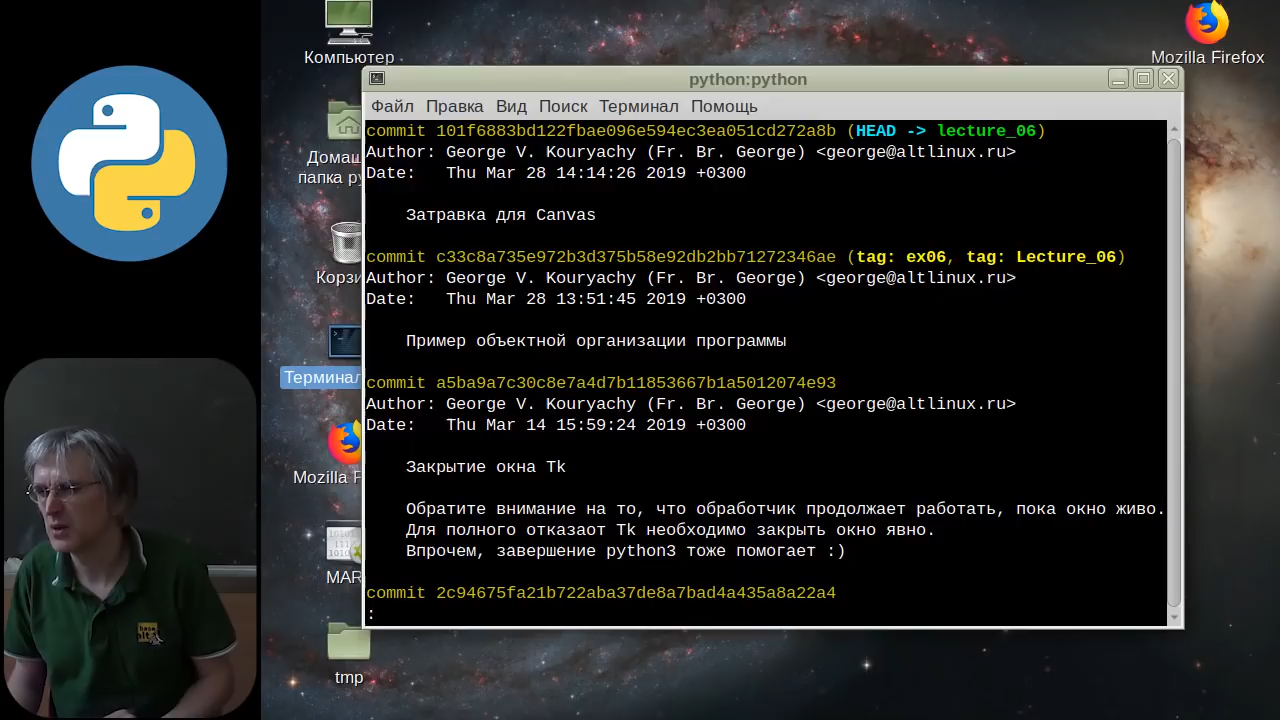 Компьютер
Mozilla Firefox
python:python
Файл Правка Вид Поиск Терминал Помощь
commit 101f6883bd122fbae096e594ec3ea051cd272a8b (HEAD -> lecture_06)
Author: George V. Kouryachy (Fr. Br. George) <george@altlinux.ru>
Date:   Thu Mar 28 14:14:26 2019 +0300
Затравка для Canvas
commit c33c8a735e972b3d375b58e92db2bb71272346ae (tag: ex06, tag: Lecture_06)
Author: George V. Kouryachy (Fr. Br. George) <george@altlinux.ru>
Date:   Thu Mar 28 13:51:45 2019 +0300
Пример объектной организации программы
commit a5ba9a7c30c8e7a4d7b11853667b1a5012074e93
Author: George V. Kouryachy (Fr. Br. George) <george@altlinux.ru>
Date:   Thu Mar 14 15:59:24 2019 +0300
Закрытие окна Tk
Обратите внимание на то, что обработчик продолжает работать, пока окно живо.
Для полного отказаот Tk необходимо закрыть окно явно.
Впрочем, завершение python3 тоже помогает :)
commit 2c94675fa21b722aba37de8a7bad4a435a8a22a4
:
Домаш
папка ру
Корзи
Терминал
Mozilla F
MAR
tmp